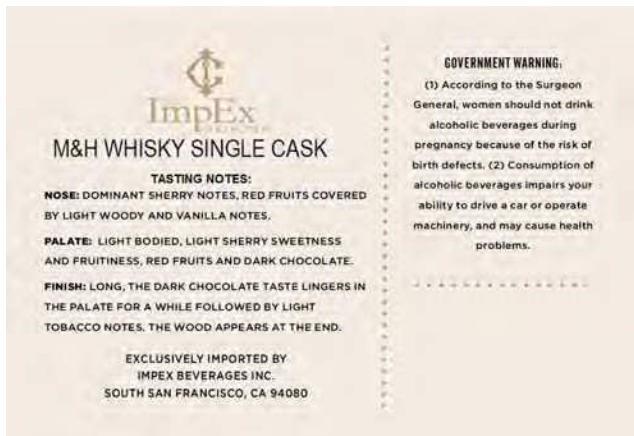 ImpEx
M&H WHISKY SINGLE CASK
TASTING NOTES:
NOSE: DOMINANT SHERRY NOTES, RED FRUITS COVERED
BY LIGHT WOODY AND VANILLA NOTES.
PALATE: LIGHT BODIED, LIGHT SHERRY SWEETNESS
AND FRUITINESS, RED FRUITS AND DARK CHOCOLATE.
FINISH: LONG, THE DARK CHOCOLATE TASTE LINGERS IN
THE PALATE FOR A WHILE FOLLOWED BY LIGHT
TOBACCO NOTES. THE WOOD APPEARS AT THE END.
EXCLUSIVELY IMPORTED BY
IMPEX BEVERAGES INC.
SOUTH SAN FRANCISCO, CA 94080
GOVERNMENT WARNING:
(1) According to the Surgeon
General, women should not drink
alcoholic beverages during
pregnancy because of the risk of
birth defects. (2) Consumption of
alcoholic beverages impairs your
ability to drive a car or operate
machinery, and may cause health
problems.